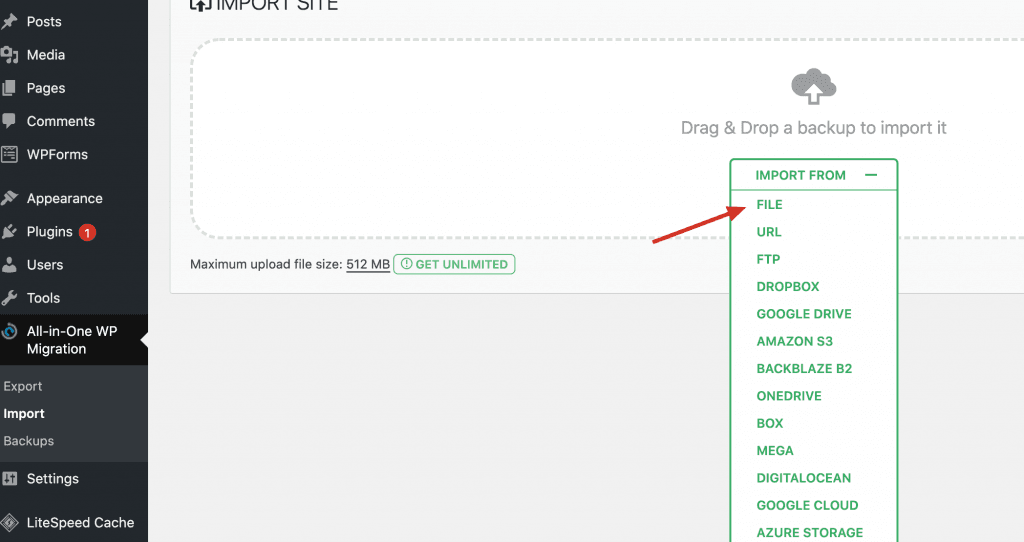 Posts
Media
Pages
Comments
WPForms
Appearance
Plugins 1
Users
Tools
All-in-One WP
Migration
Export
Import
Backups
Settings
LiteSpeed Cache
IMPORT SITE
Drag & Drop a backup to import it
IMPORT FROM
FILE
URL
FTP
DROPBOX
GOOGLE DRIVE
AMAZON S3
BACKBLAZE B2
ONEDRIVE
BOX
MEGA
DIGITALOCEAN
GOOGLE CLOUD
AZURE STORAGE
Maximum upload file size: 512 MB GET UNLIMITED